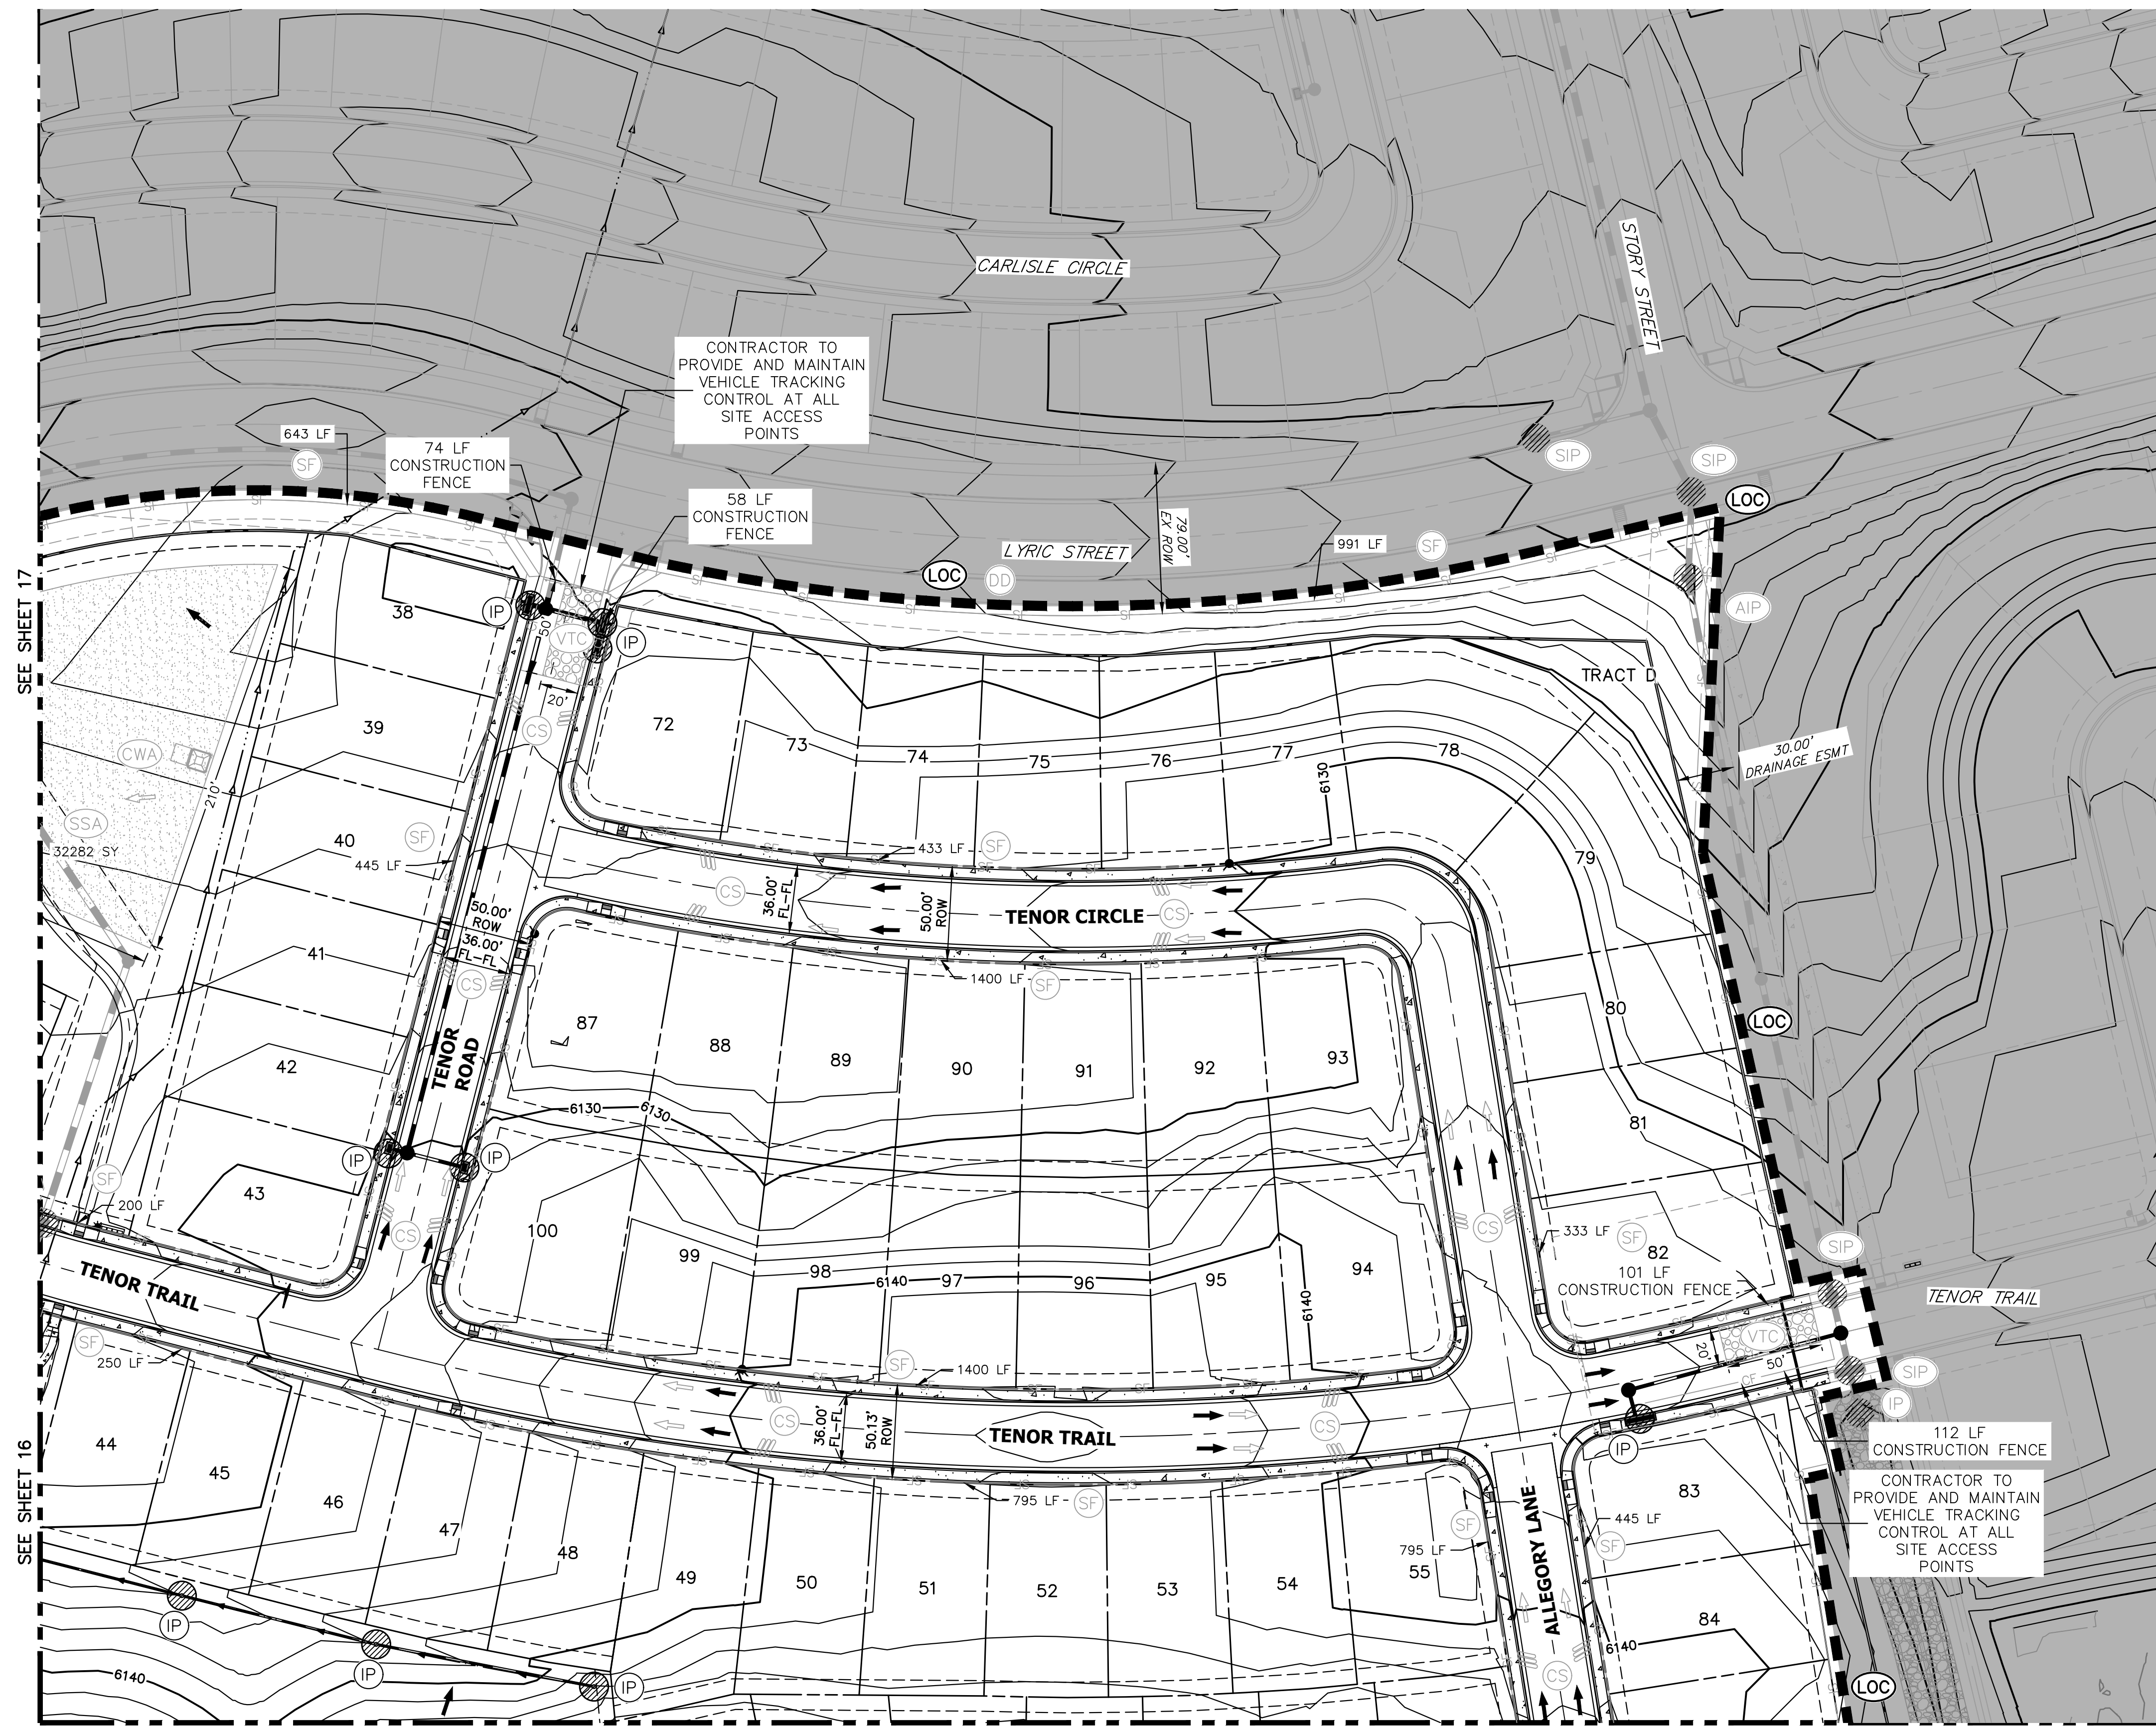 CARLISLE CIRCLE
STORY STREET
CONTRACTOR TO
PROVIDE AND MAINTAIN
VEHICLE TRACKING
CONTROL AT ALL
SITE ACCESS
POINTS
643 LF
SF
74 LF
CONSTRUCTION
FENCE
58 LF
CONSTRUCTION
FENCE
SIP
SIP
LOC
LYRIC STREET
79.00'
EX ROW
991 LF
SF
LOC
DD
AIP
SEE SHEET 17
38
IP
50'
VTC
IP
20'
CS
TRACT D
30.00'
DRAINAGE ESMT
39
72
73
74
75
76
77
78
6130
CWA
210'
SSA
32282 SY
40
SF
445 LF
433 LF
SF
79
CS
36.00'
FL-FL
50.00'
ROW
TENOR CIRCLE
CS
50.00'
ROW
36.00'
FL-FL
41
CS
1400 LF
SF
80
LOC
87
88
89
90
91
92
93
TENOR
ROAD
42
6130
6130
81
IP
IP
SF
43
200 LF
CS
100
99
98
6140
97
96
95
6140
94
CS
333 LF
SF
82
101 LF
CONSTRUCTION FENCE
SIP
TENOR TRAIL
TENOR TRAIL
SF
250 LF
SF
1400 LF
VTC
20'
50'
CF
SIP
IP
CS
36.00'
FL-FL
50.13'
ROW
TENOR TRAIL
CS
IP
112 LF
CONSTRUCTION FENCE
CONTRACTOR TO
PROVIDE AND MAINTAIN
VEHICLE TRACKING
CONTROL AT ALL
SITE ACCESS
POINTS
SEE SHEET 16
44
45
46
47
48
49
50
51
52
53
54
55
795 LF
SF
SF
795 LF
ALLEGORY LANE
445 LF
SF
83
84
6140
CS
LOC
IP
IP
IP
6140